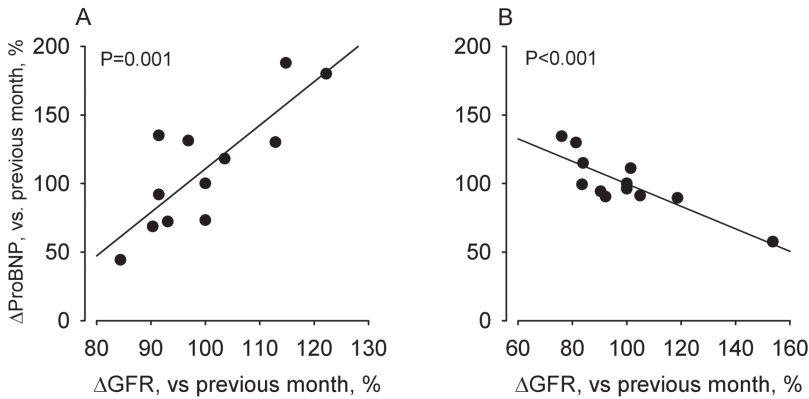 A
B
ΔProBNP, vs. previous month, %
P=0.001
200
150
100
50
0
80 90 100 110 120 130
ΔGFR, vs previous month, %
P<0.001
200
150
100
50
0
60 80 100 120 140 160
ΔGFR, vs previous month, %